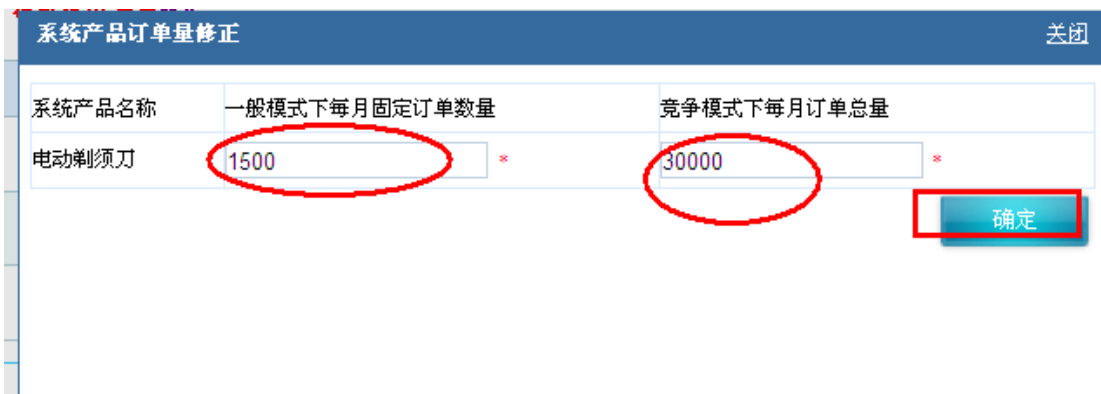 系统产品订单量修正 关闭
系统产品名称 一般模式下每月固定订单数量 竞争模式下每月订单总量
电动剃须刀 1500 * 30000 *
确定